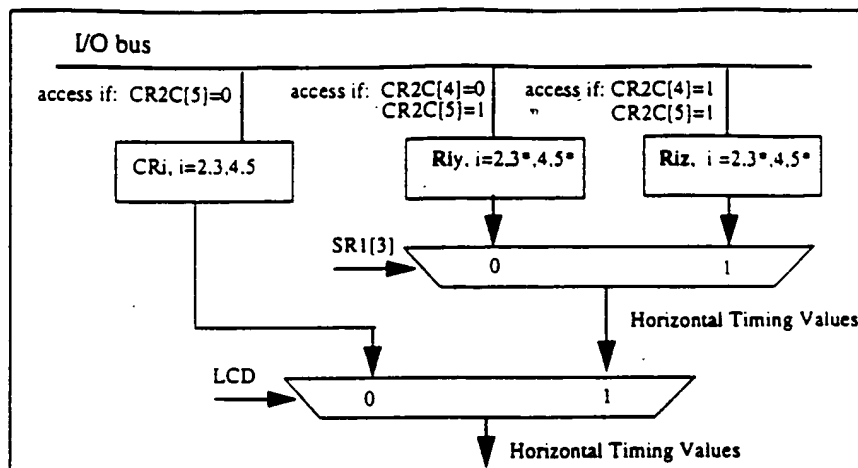 I/O bus
access if: CR2C[5]=0
access if: CR2C[4]=0
CR2C[5]=1
access if: CR2C[4]=1
CR2C[5]=1
CRi, i=2,3,4,5
Riy, i=2,3*,4,5*
Riz, i =2,3*,4,5*
SR1[3]
0
1
Horizontal Timing Values
LCD
0
1
Horizontal Timing Values